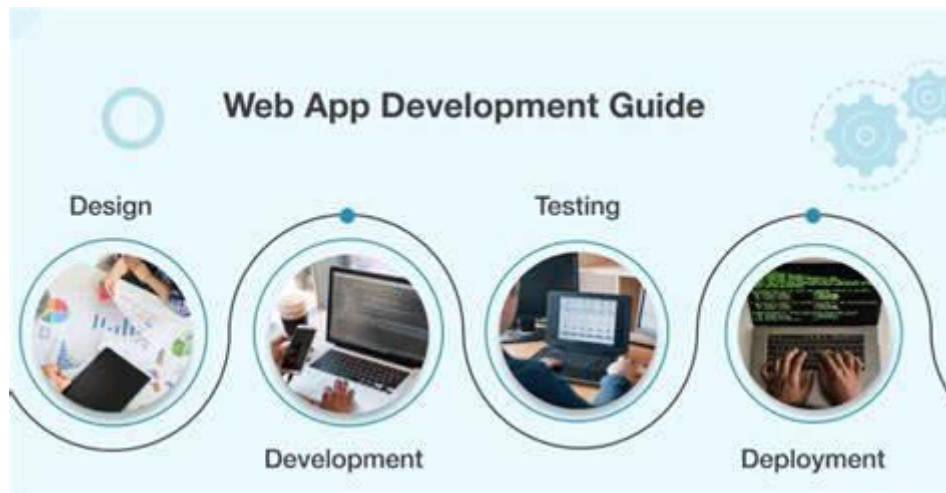 Web App Development Guide
Design
Development
Testing
Deployment